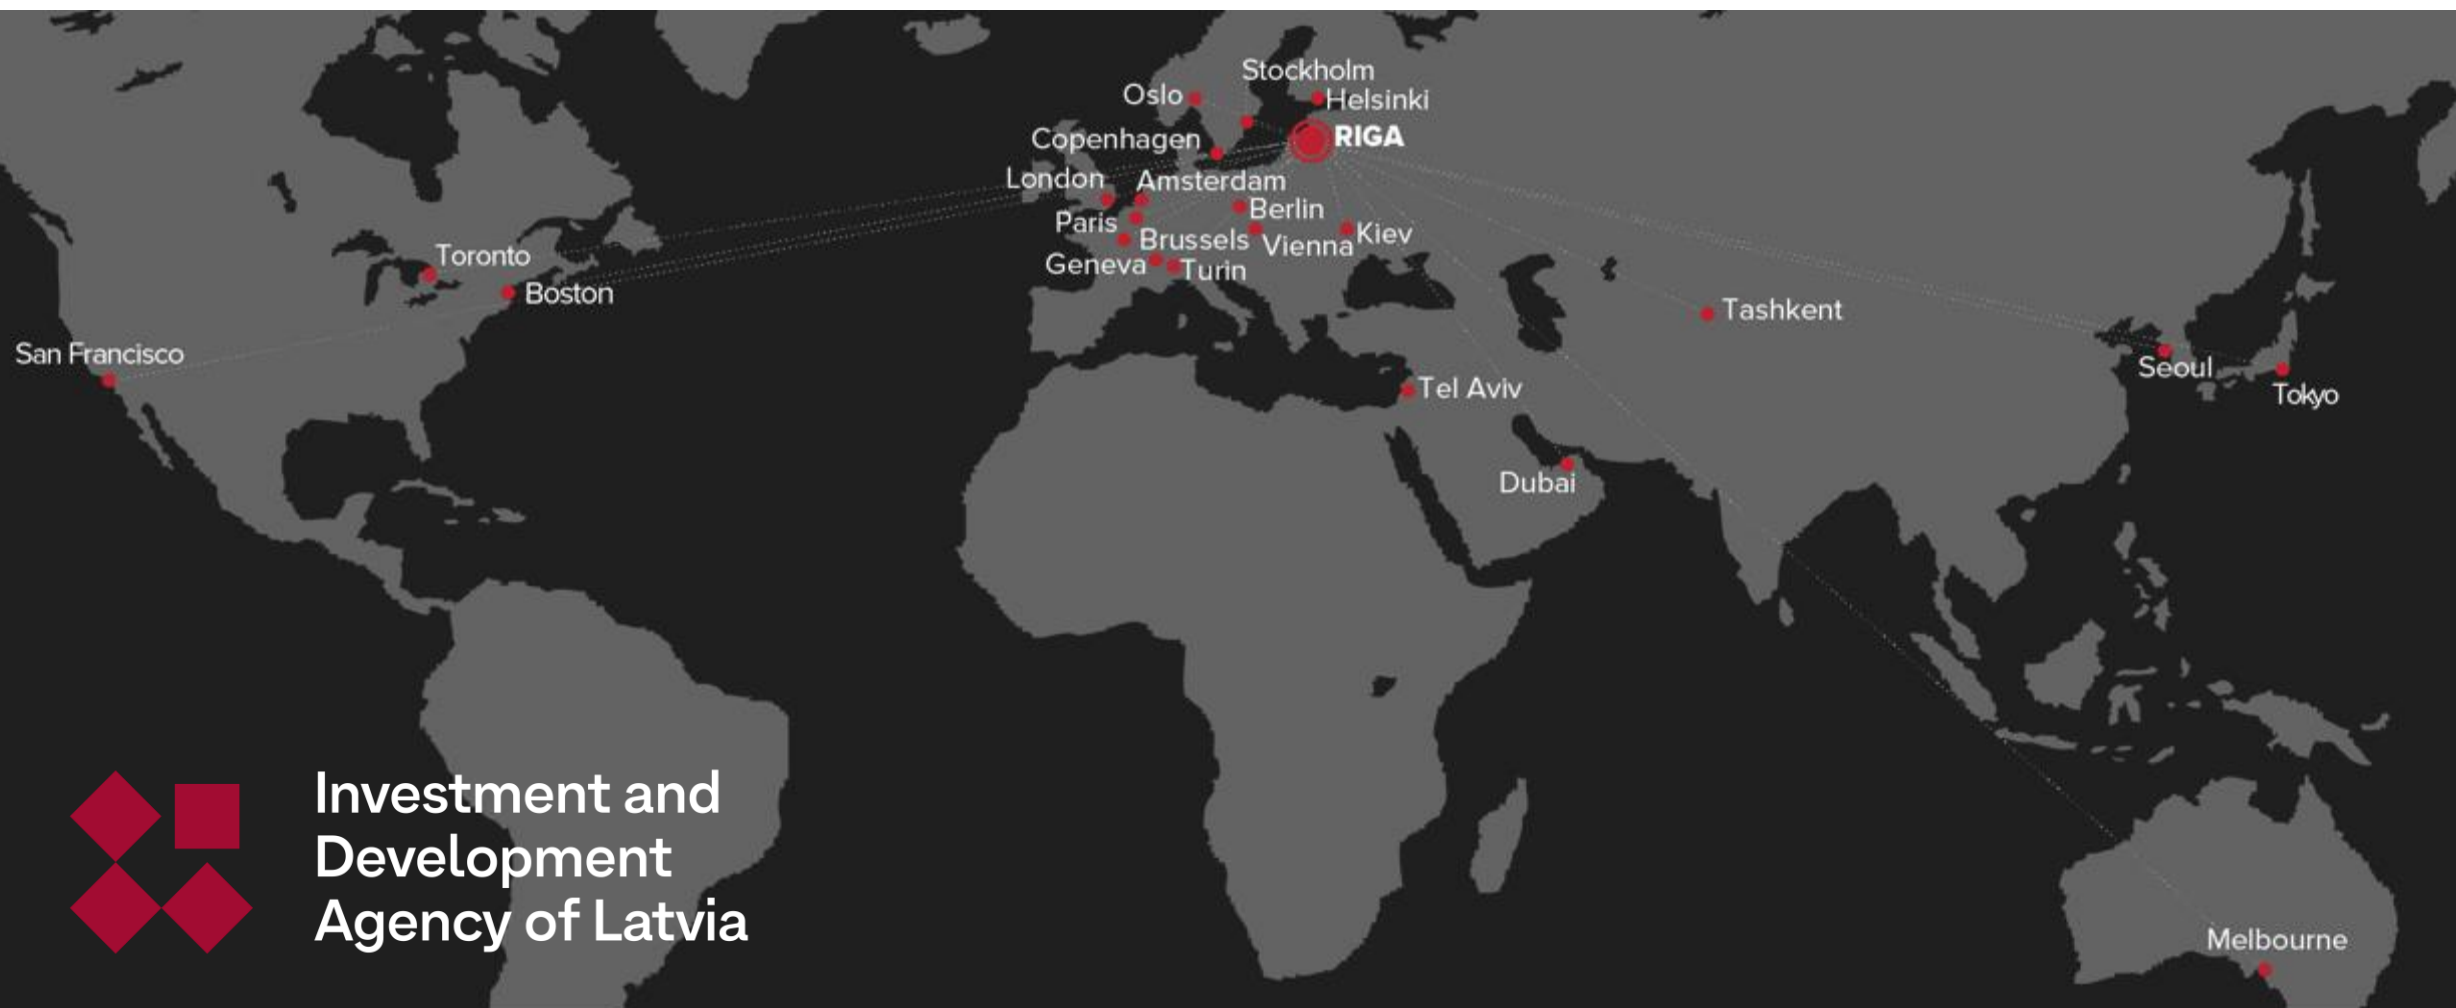 Stockholm
Oslo
Helsinki
Copenhagen
RIGA
London
Amsterdam
Paris
Berlin
Brussels
Vienna
Kiev
Geneva
Turin
Toronto
Boston
San Francisco
Tashkent
Tel Aviv
Seoul
Tokyo
Dubai
Melbourne
Investment and
Development
Agency of Latvia